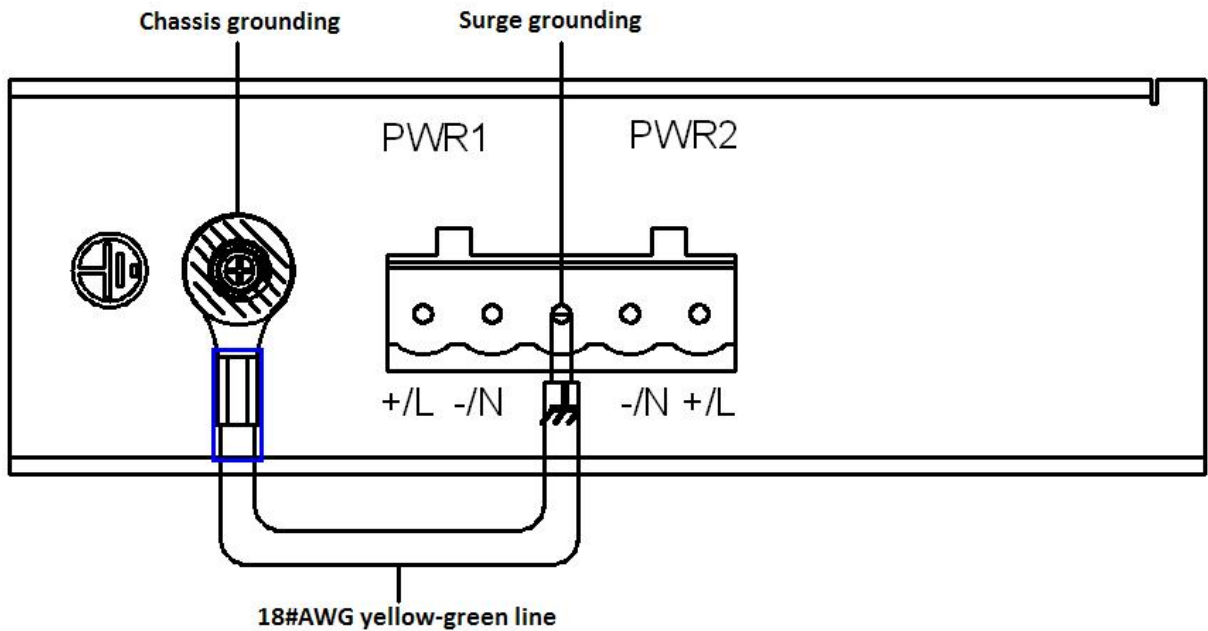 Chassis grounding
Surge grounding
PWR1
PWR2
+/L -/N
-/N +/L
18#AWG yellow-green line